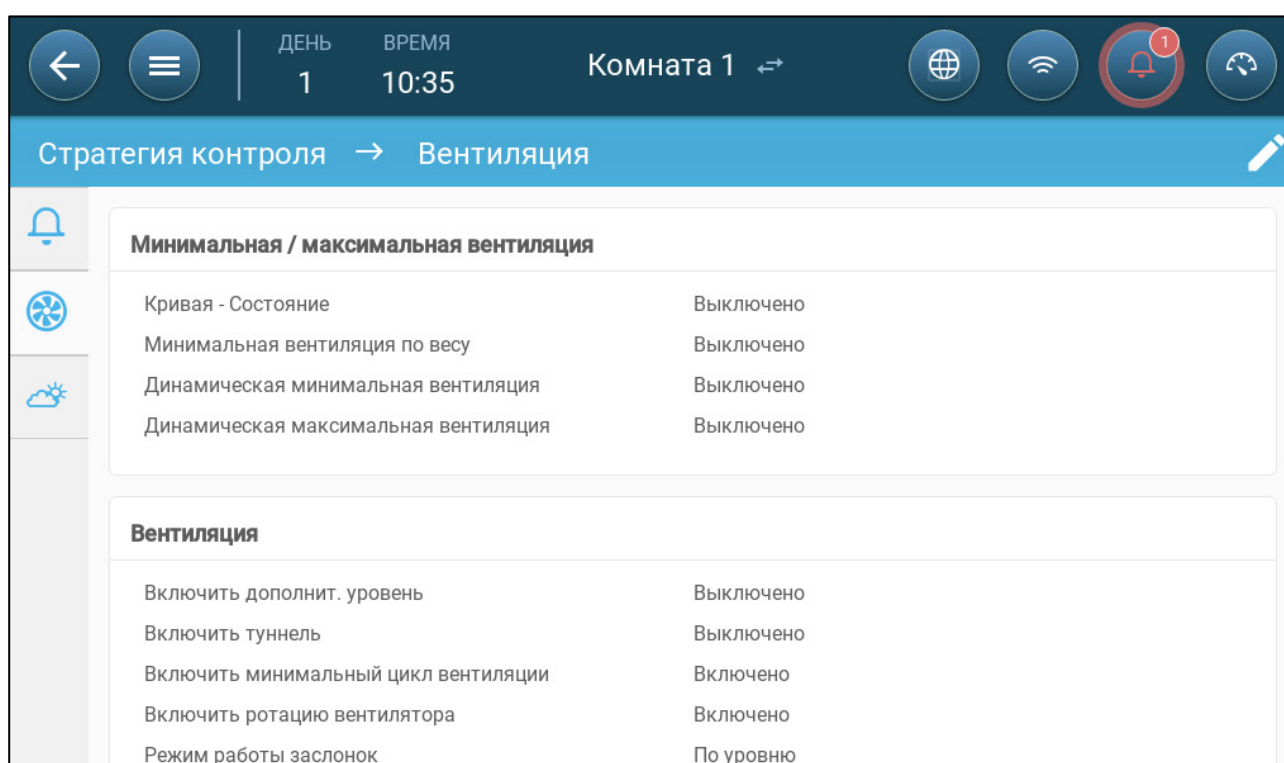 ДЕНЬ ВРЕМЯ
1 10:35 Комната 1 1
Стратегия контроля → Вентиляция
Минимальная / максимальная вентиляция
Кривая - Состояние Выключено
Минимальная вентиляция по весу Выключено
Динамическая минимальная вентиляция Выключено
Динамическая максимальная вентиляция Выключено
Вентиляция
Включить дополнит. уровень Выключено
Включить туннель Выключено
Включить минимальный цикл вентиляции Включено
Включить ротацию вентилятора Включено
Режим работы заслонок По уровню